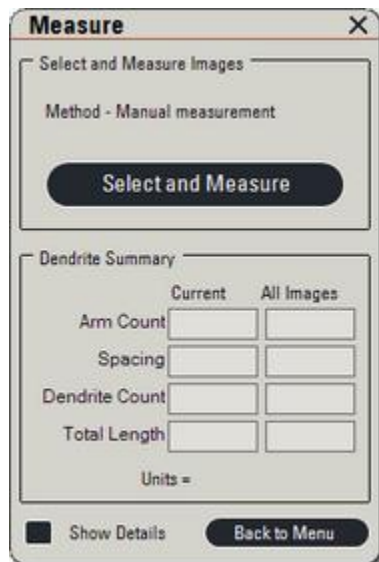 Measure
Select and Measure Images
Method - Manual measurement
Select and Measure
Dendrite Summary
Current All Images
Arm Count
Spacing
Dendrite Count
Total Length
Units =
Show Details Back to Menu